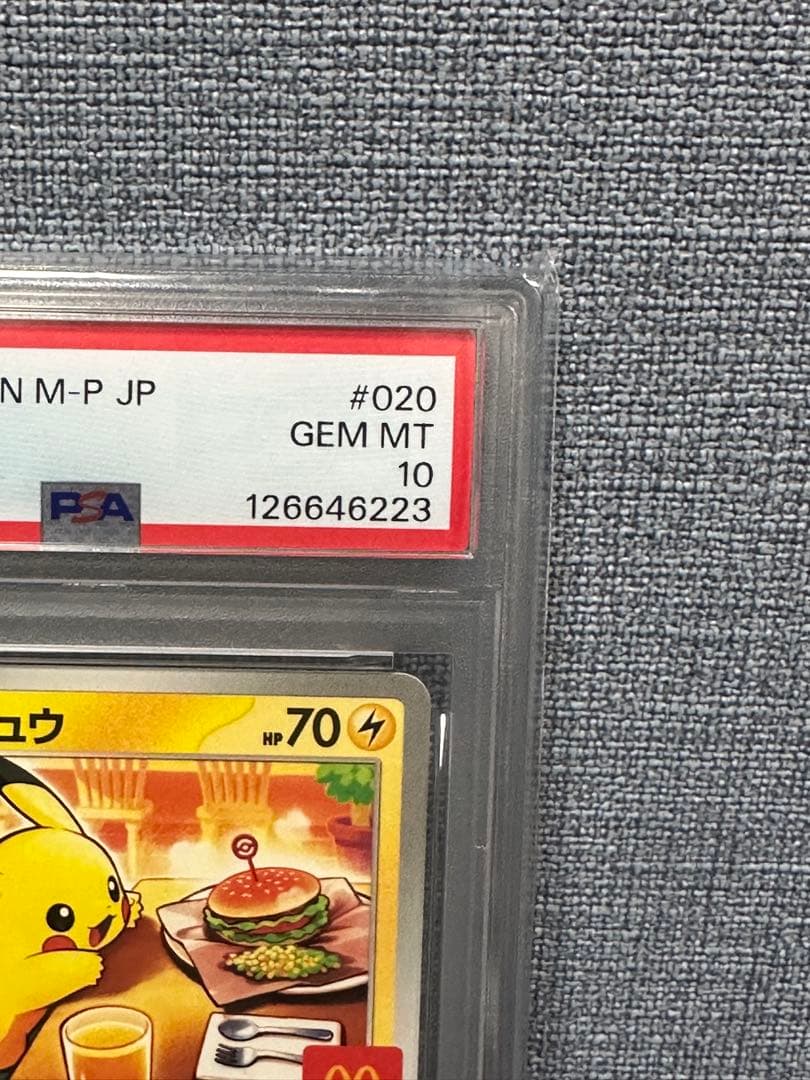 N M-P JP
#020
GEM MT
10
PSA
126646223
ュウ
HP70